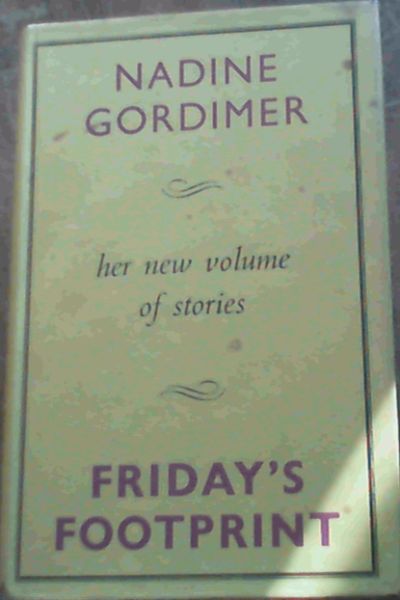 NADINE
GORDIMER
her new volume
of stories
FRIDAY'S
FOOTPRINT